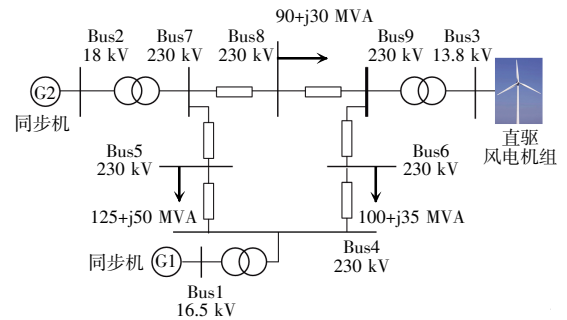 90+j30 MVA
Bus2
18 kV
Bus7
230 kV
Bus8
230 kV
Bus9
230 kV
Bus3
13.8 kV
G2
同步机
直驱
风电机组
Bus5
230 kV
Bus6
230 kV
125+j50 MVA
100+j35 MVA
同步机
G1
Bus4
230 kV
Bus1
16.5 kV